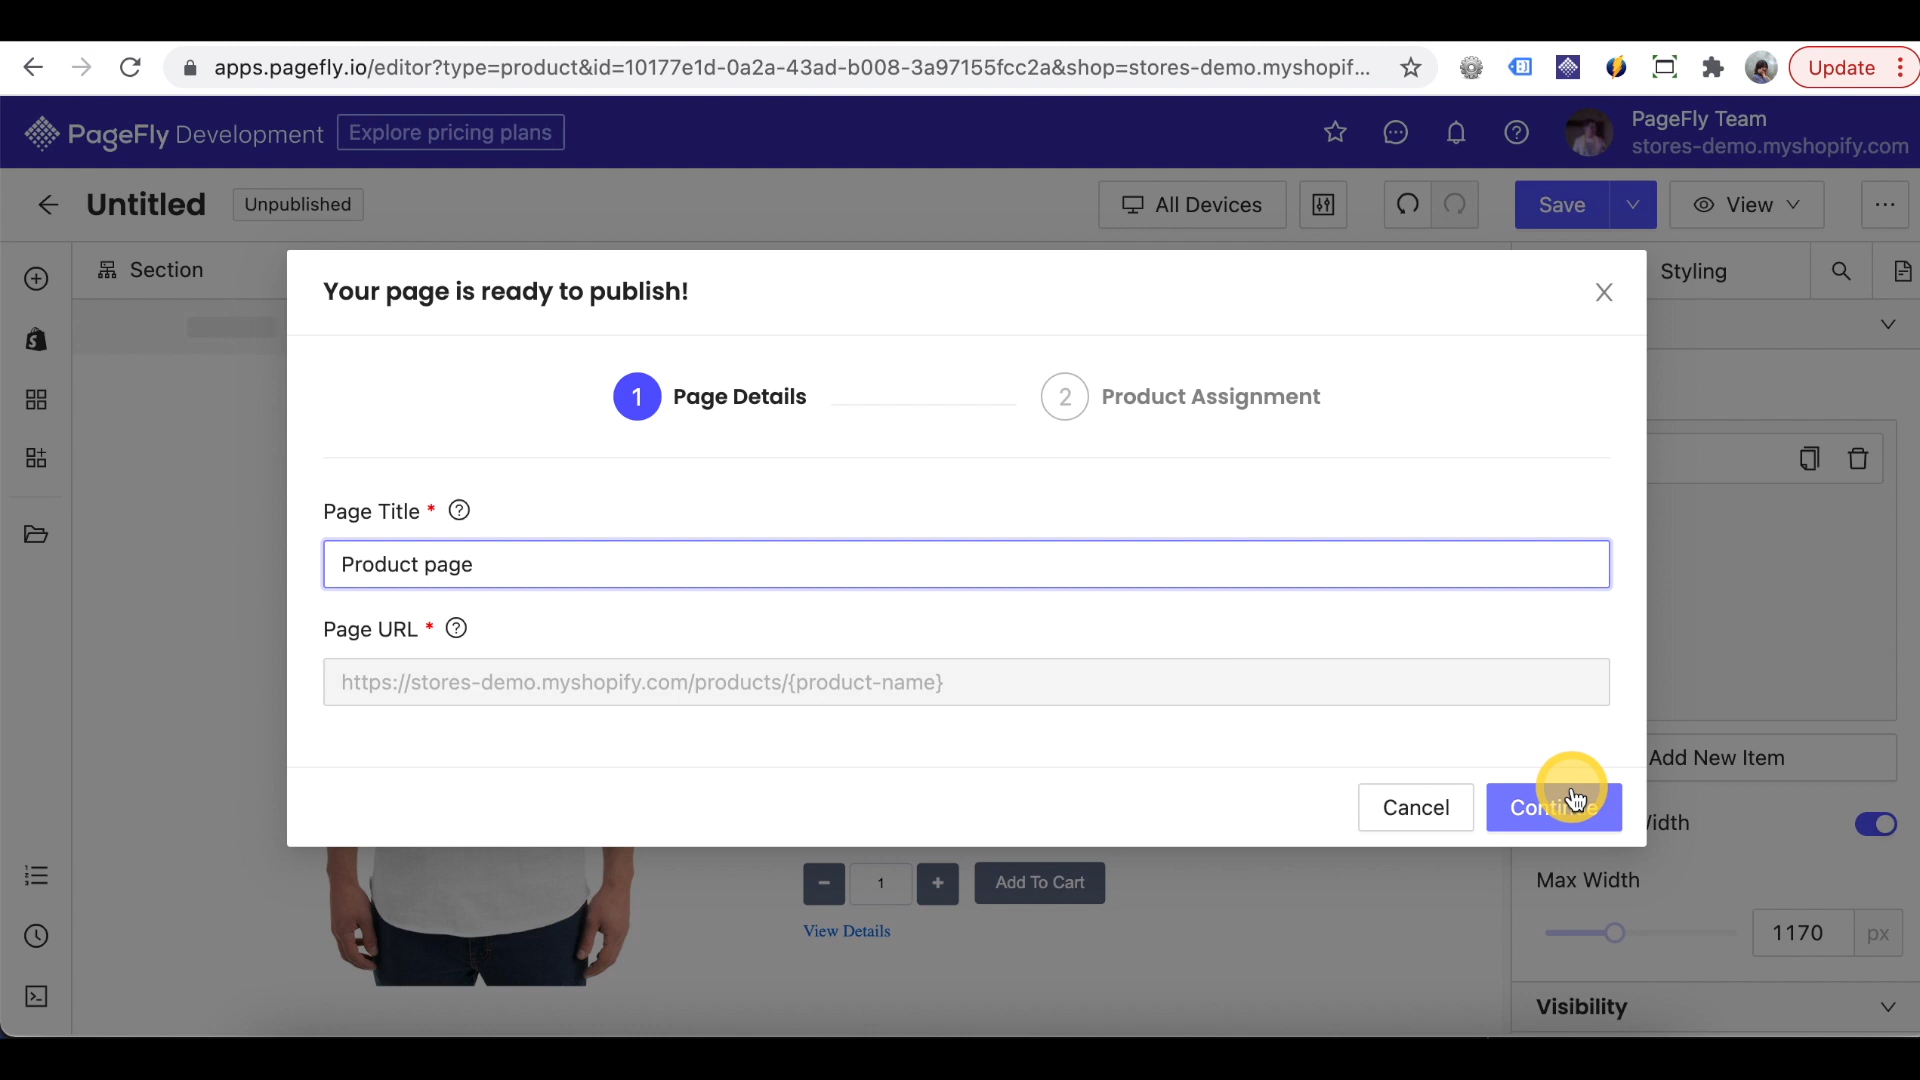 apps.pagefly.io/editor?type=product&id=10177e1d-0a2a-43ad-b008-3a97155fcc2a&shop=stores-demo.myshopif...
Update
PageFly Development
Explore pricing plans
PageFly Team
stores-demo.myshopify.com
Untitled
Unpublished
All Devices
Save
View
Section
Styling
Your page is ready to publish!
1 Page Details
2 Product Assignment
Page Title *
Product page
Page URL *
https://stores-demo.myshopify.com/products/{product-name}
Add New Item
Cancel
Continue
Max Width
1170 px
1
Add To Cart
View Details
Visibility